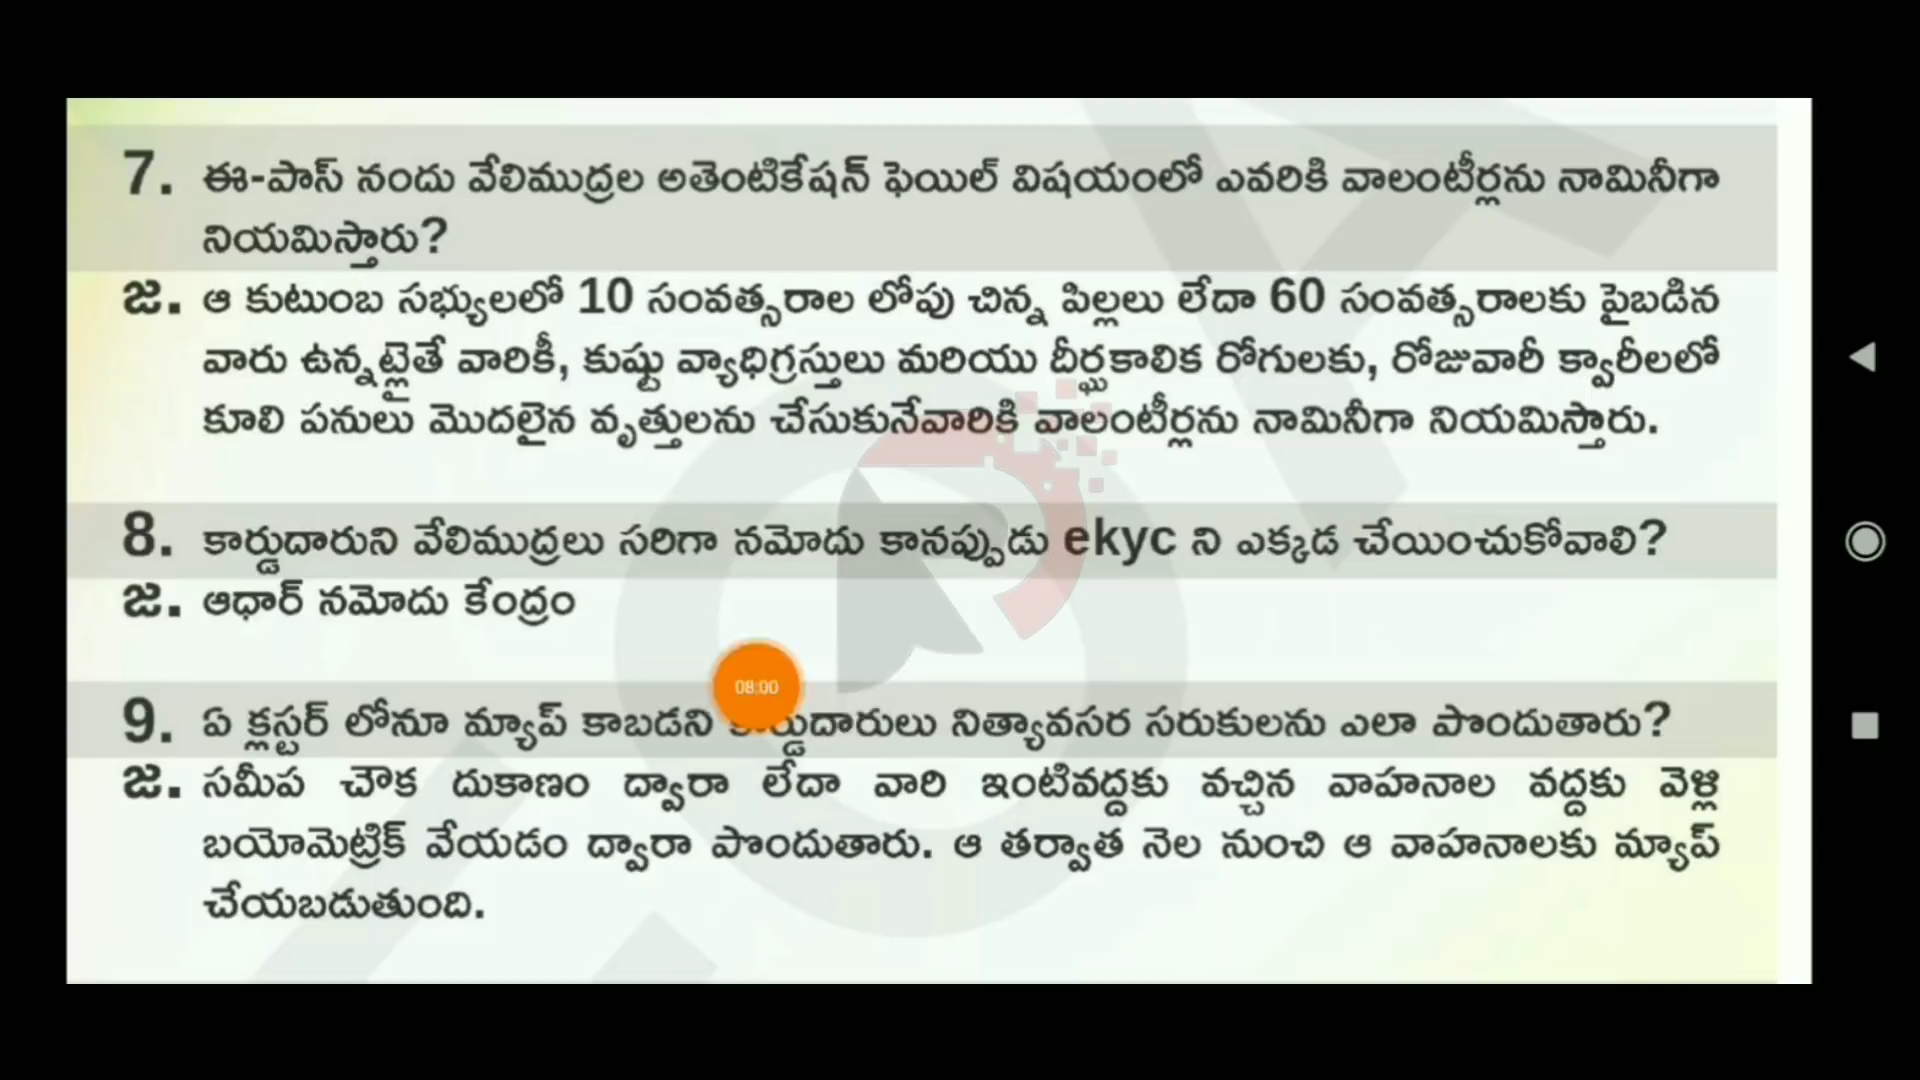 7. ఈ-పాస్ నందు వేలిముద్రల అతెంటికేషన్ ఫెయిల్ విషయంలో ఎవరికి వాలంటీర్లను నామినీగా
నియమిస్తారు?
జ. ఆ కుటుంబ సభ్యులలో 10 సంవత్సరాల లోపు చిన్న పిల్లలు లేదా 60 సంవత్సరాలకు పైబడిన
వారు ఉన్నట్లైతే వారికీ, కుష్టు వ్యాధిగ్రస్తులు మరియు దీర్ఘకాలిక రోగులకు, రోజువారీ క్వారీలలో
కూలి పనులు మొదలైన వృత్తులను చేసుకునేవారికి వాలంటీర్లను నామినీగా నియమిస్తారు.
8. కార్డుదారుని వేలిముద్రలు సరిగా నమోదు కానప్పుడు ekyc ని ఎక్కడ చేయించుకోవాలి?
జ. ఆధార్ నమోదు కేంద్రం
08:00
9. ఏ క్లస్టర్ లోనూ మ్యాప్ కాబడని కార్డుదారులు నిత్యావసర సరుకులను ఎలా పొందుతారు?
జ. సమీప చౌక దుకాణం ద్వారా లేదా వారి ఇంటివద్దకు వచ్చిన వాహనాల వద్దకు వెళ్లి
బయోమెట్రిక్ వేయడం ద్వారా పొందుతారు. ఆ తర్వాత నెల నుంచి ఆ వాహనాలకు మ్యాప్
చేయబడుతుంది.